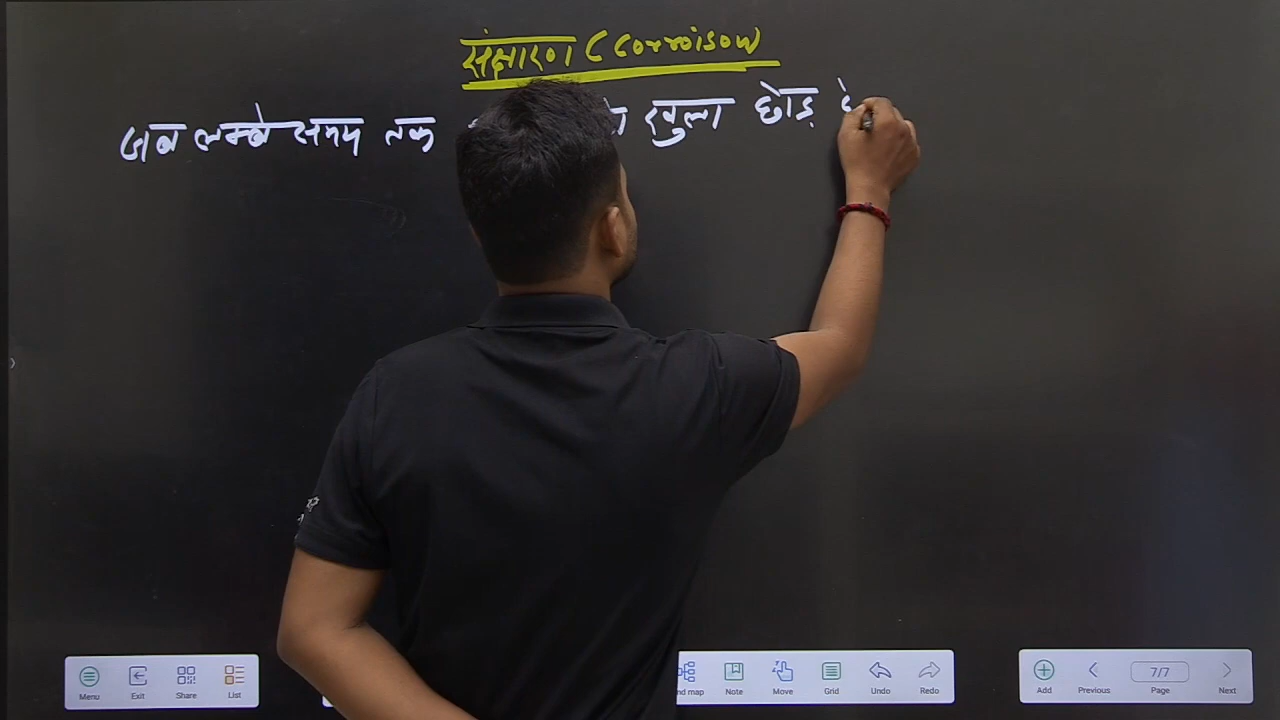 संक्षारण (Corroison)
जब लम्बे समय तक खुला छोड़
Menu Exit Share List nd map Note Move Grid Undo Redo Add Previous 7/7 Page Next